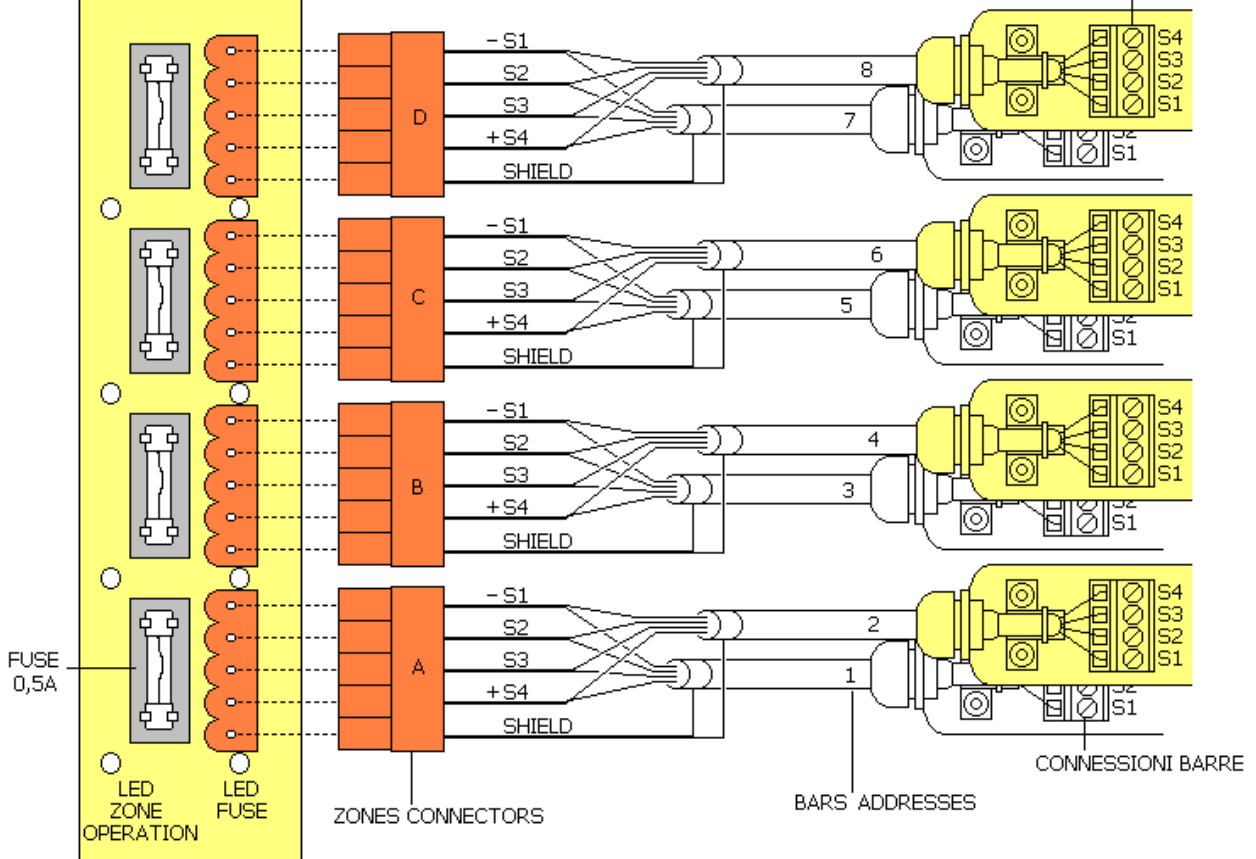 - S1
S2
S3
+ S4
SHIELD
D
8
7
S4
S3
S2
S1
S2
S1
- S1
S2
S3
+ S4
SHIELD
C
6
5
S4
S3
S2
S1
S2
S1
- S1
S2
S3
+ S4
SHIELD
B
4
3
S4
S3
S2
S1
S2
S1
- S1
S2
S3
+ S4
SHIELD
A
2
1
S4
S3
S2
S1
S2
S1
FUSE
0,5A
LED
ZONE
OPERATION
LED
FUSE
ZONES CONNECTORS
BARS ADDRESSES
CONNESSIONI BARRE